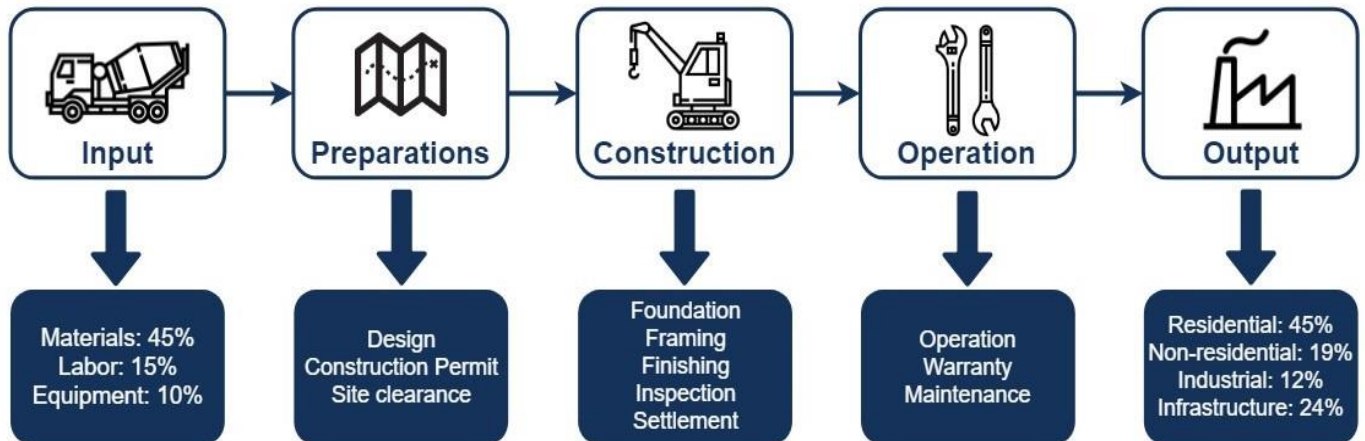 Input
Preparations
Construction
Operation
Output
Materials: 45%
Labor: 15%
Equipment: 10%
Design
Construction Permit
Site clearance
Foundation
Framing
Finishing
Inspection
Settlement
Operation
Warranty
Maintenance
Residential: 45%
Non-residential: 19%
Industrial: 12%
Infrastructure: 24%